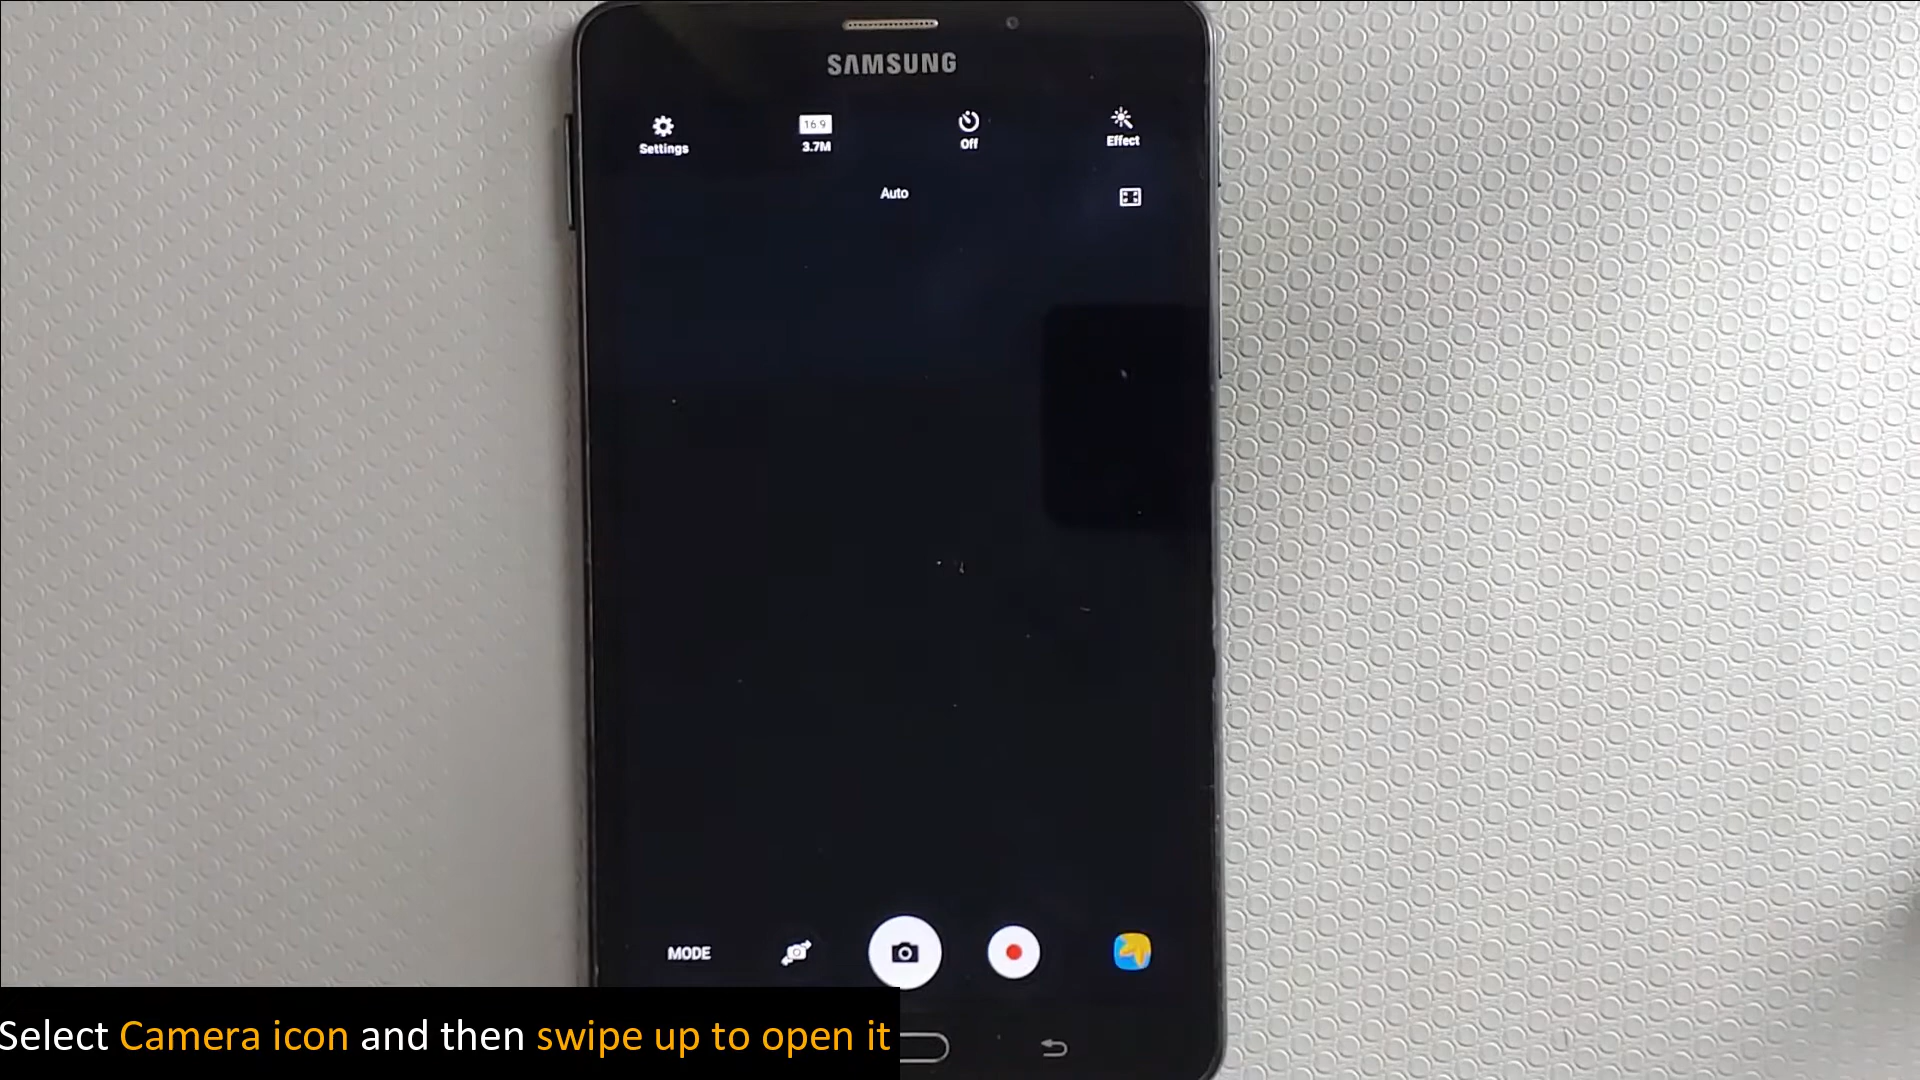 SAMSUNG
Settings
16:9
3.7M
Off
Effect
Auto
MODE
Select Camera icon and then swipe up to open it